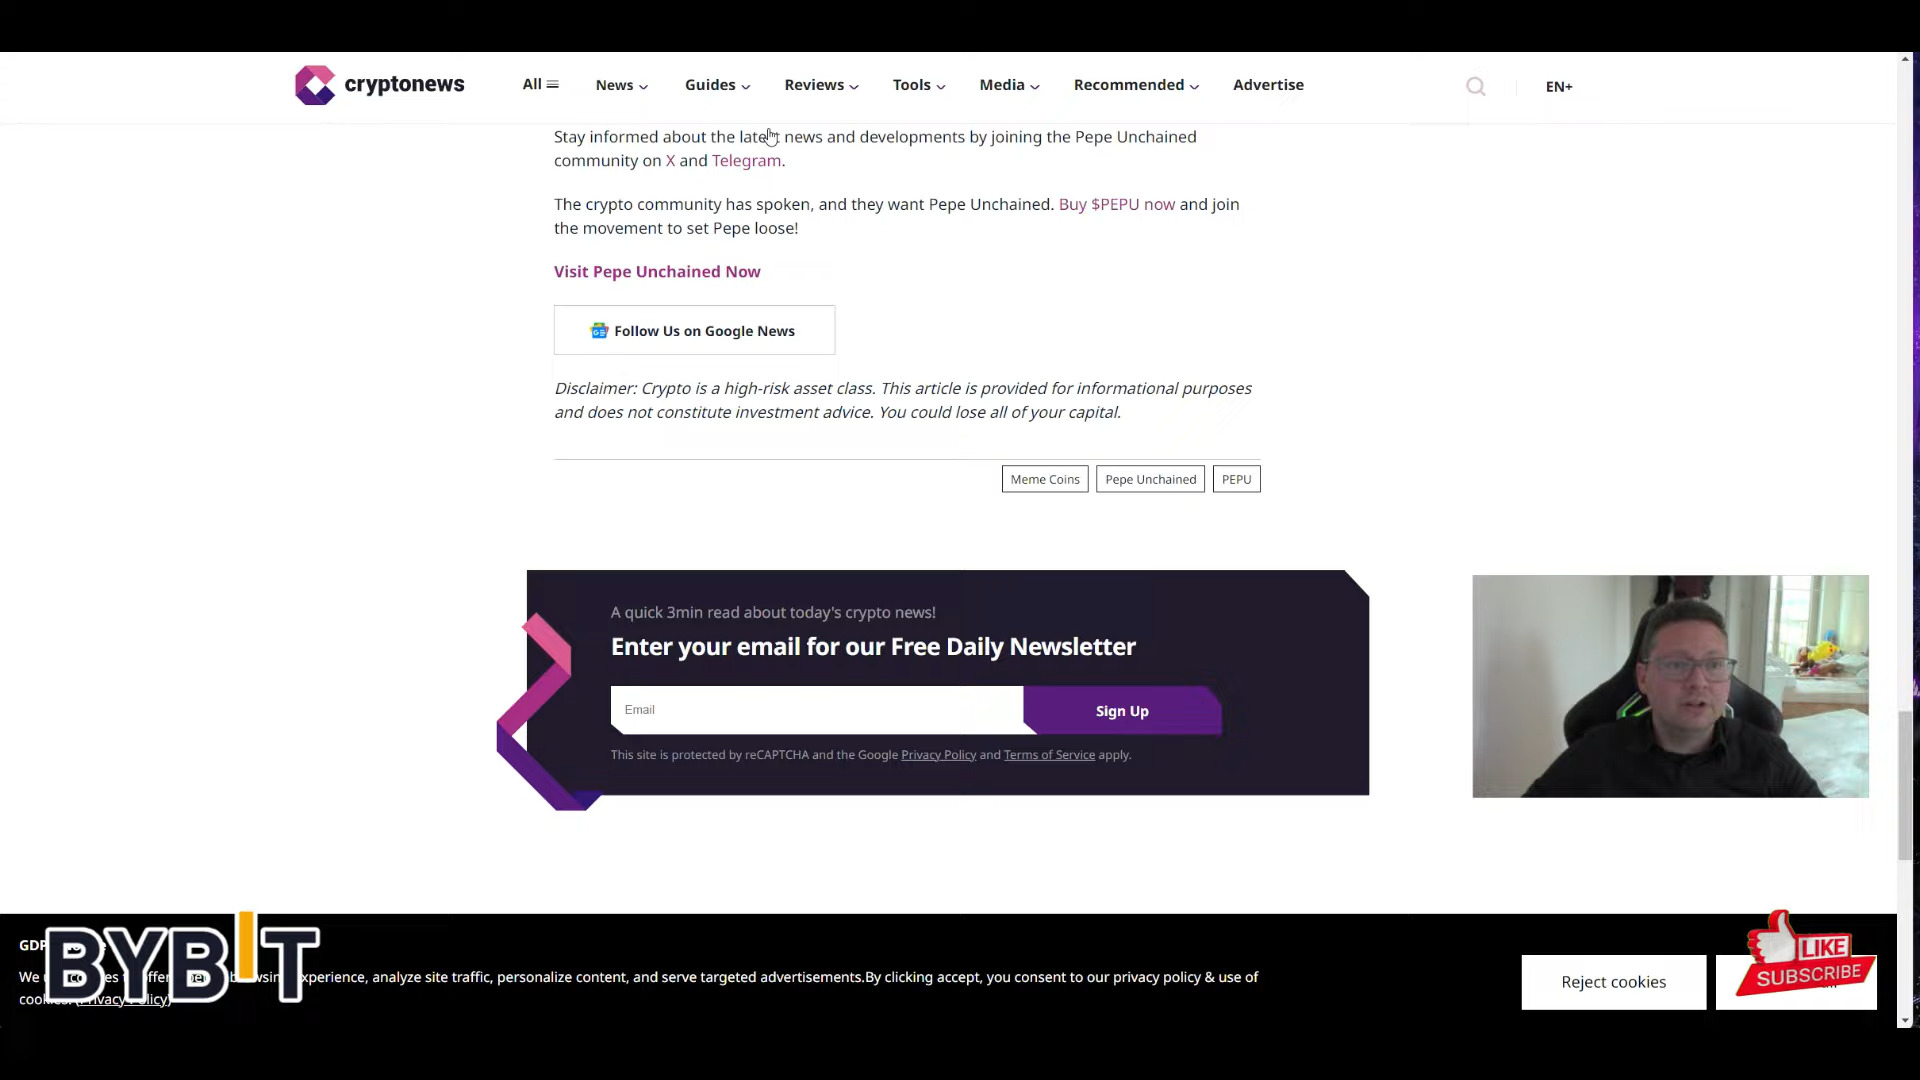 cryptonews
All
News
Guides
Reviews
Tools
Media
Recommended
Advertise
EN+
Stay informed about the latest news and developments by joining the Pepe Unchained
community on X and Telegram.
The crypto community has spoken, and they want Pepe Unchained. Buy $PEPU now and join
the movement to set Pepe loose!
Visit Pepe Unchained Now
Follow Us on Google News
Disclaimer: Crypto is a high-risk asset class. This article is provided for informational purposes
and does not constitute investment advice. You could lose all of your capital.
Meme Coins
Pepe Unchained
PEPU
A quick 3min read about today's crypto news!
Enter your email for our Free Daily Newsletter
Email
Sign Up
This site is protected by reCAPTCHA and the Google Privacy Policy and Terms of Service apply.
BYBIT
We experience, analyze site traffic, personalize content, and serve targeted advertisements.By clicking accept, you consent to our privacy policy & use of
(Privacy Policy)
Reject cookies
LIKE
SUBSCRIBE